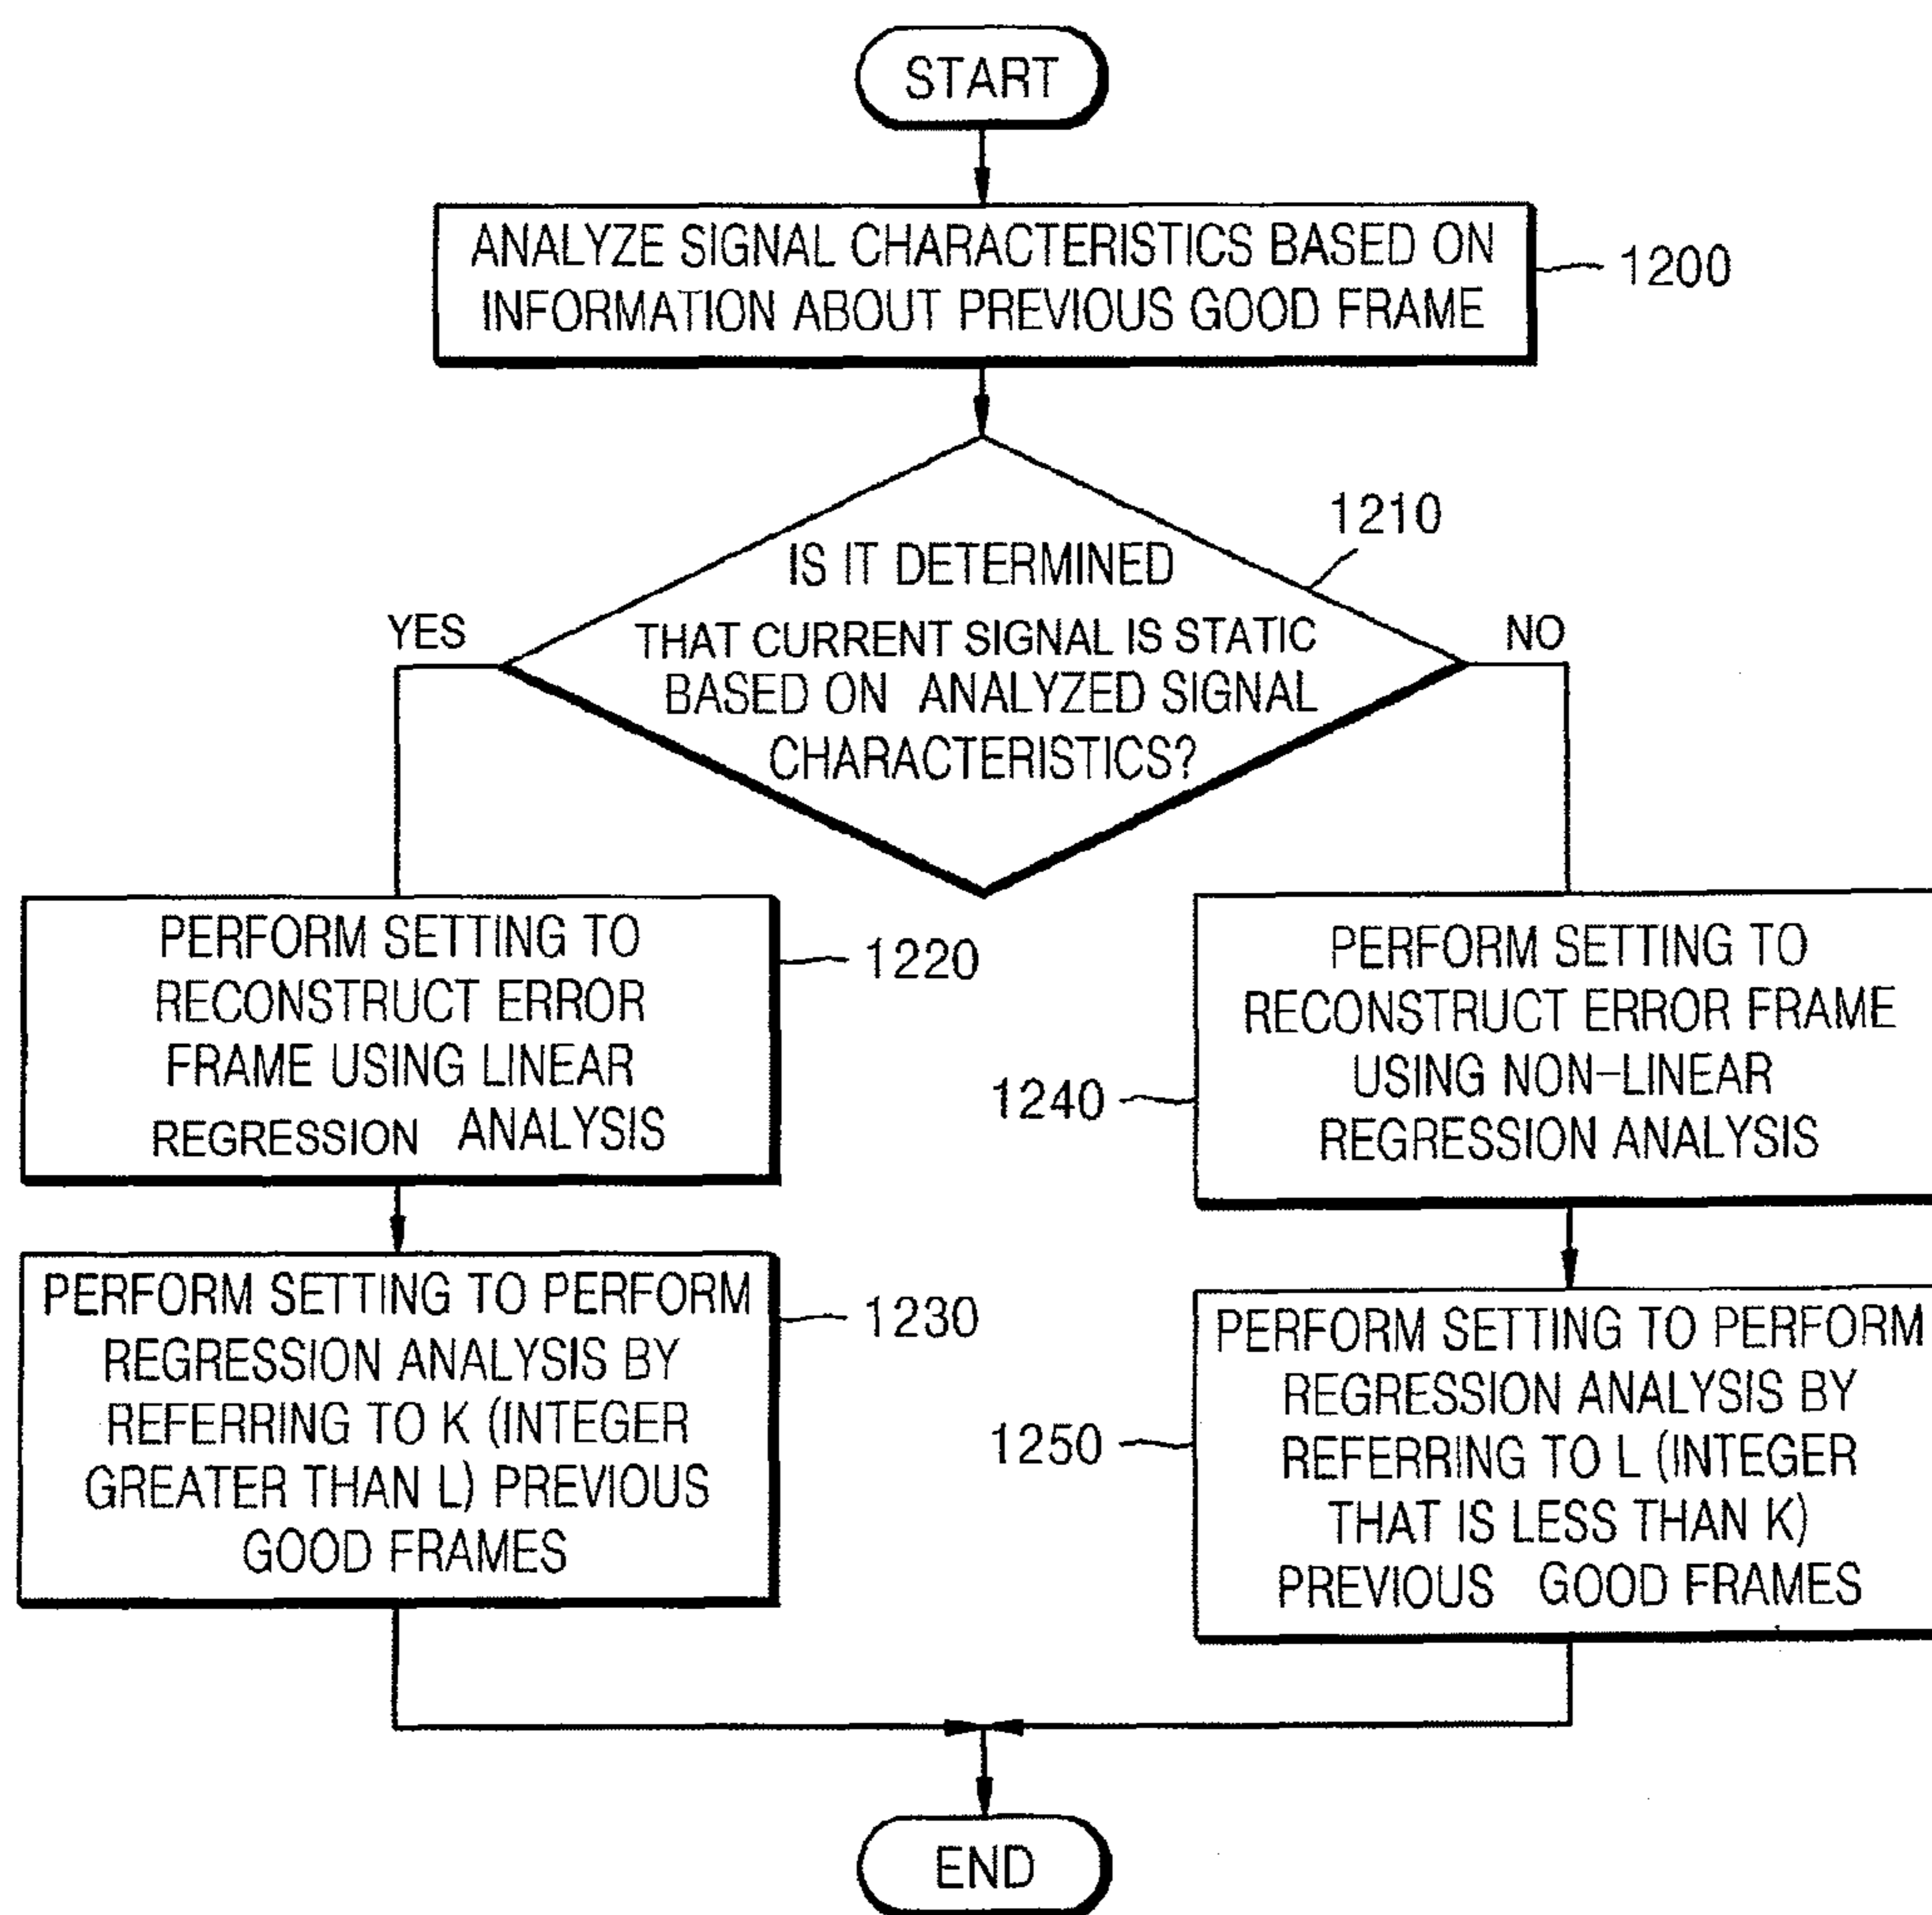 START
ANALYZE SIGNAL CHARACTERISTICS BASED ON
INFORMATION ABOUT PREVIOUS GOOD FRAME
1200
1210
IS IT DETERMINED
THAT CURRENT SIGNAL IS STATIC
BASED ON ANALYZED SIGNAL
CHARACTERISTICS?
YES
NO
PERFORM SETTING TO
RECONSTRUCT ERROR
FRAME USING LINEAR
REGRESSION ANALYSIS
1220
PERFORM SETTING TO
RECONSTRUCT ERROR FRAME
USING NON-LINEAR
REGRESSION ANALYSIS
1240
PERFORM SETTING TO PERFORM
REGRESSION ANALYSIS BY
REFERRING TO K (INTEGER
GREATER THAN L) PREVIOUS
GOOD FRAMES
1230
PERFORM SETTING TO PERFORM
REGRESSION ANALYSIS BY
REFERRING TO L (INTEGER
THAT IS LESS THAN K)
PREVIOUS GOOD FRAMES
1250
END